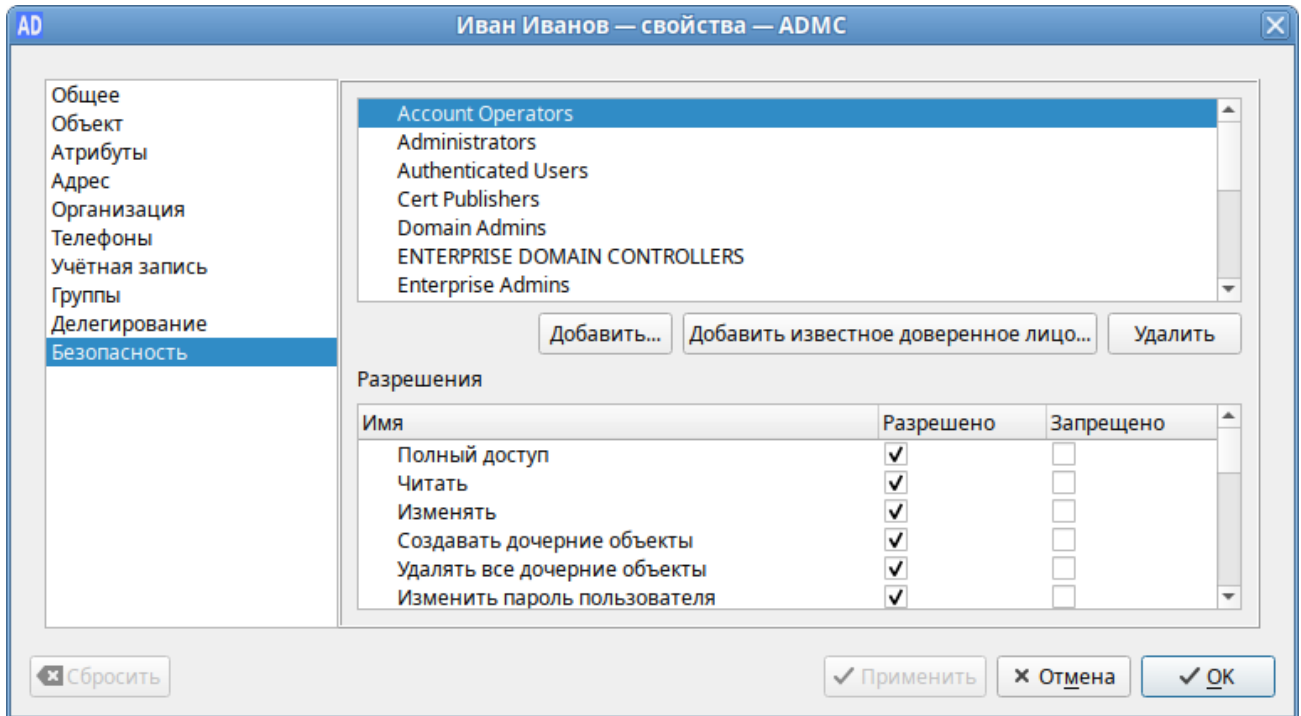 AD Иван Иванов — свойства — ADMC
Общее
Объект
Атрибуты
Адрес
Организация
Телефоны
Учётная запись
Группы
Делегирование
Безопасность
Account Operators
Administrators
Authenticated Users
Cert Publishers
Domain Admins
ENTERPRISE DOMAIN CONTROLLERS
Enterprise Admins
Добавить... Добавить известное доверенное лицо... Удалить
Разрешения
Имя Разрешено Запрещено
Полный доступ
Читать
Изменять
Создавать дочерние объекты
Удалять все дочерние объекты
Изменить пароль пользователя
Сбросить Применить Отмена OK